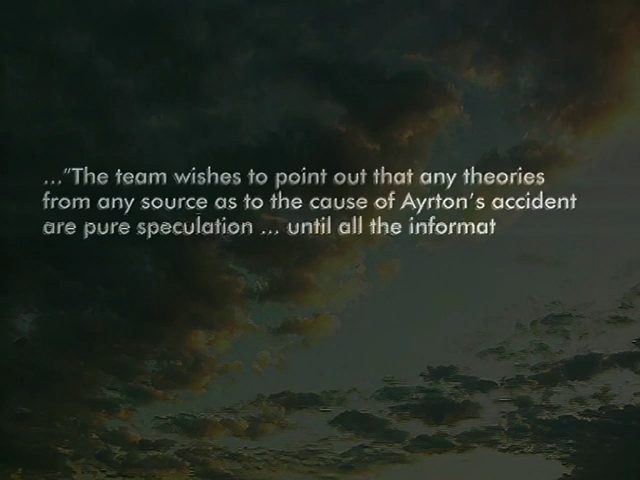 ..."The team wishes to point out that any theories
from any source as to the cause of Ayrton's accident
are pure speculation ... until all the informat